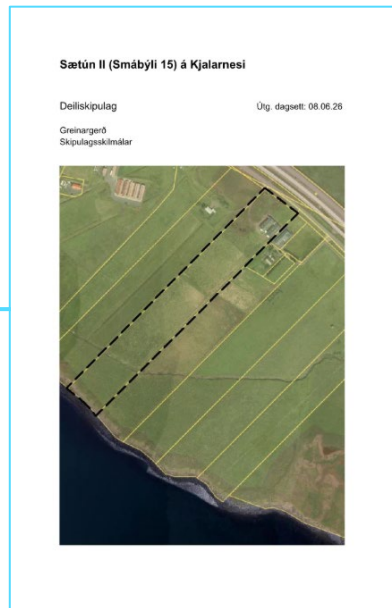 Sætún II (Smábýli 15) á Kjalarnesi
Deiliskipulag
Útg. dagsett: 08.06.26
Greinargerð
Skipulagsskilmálar